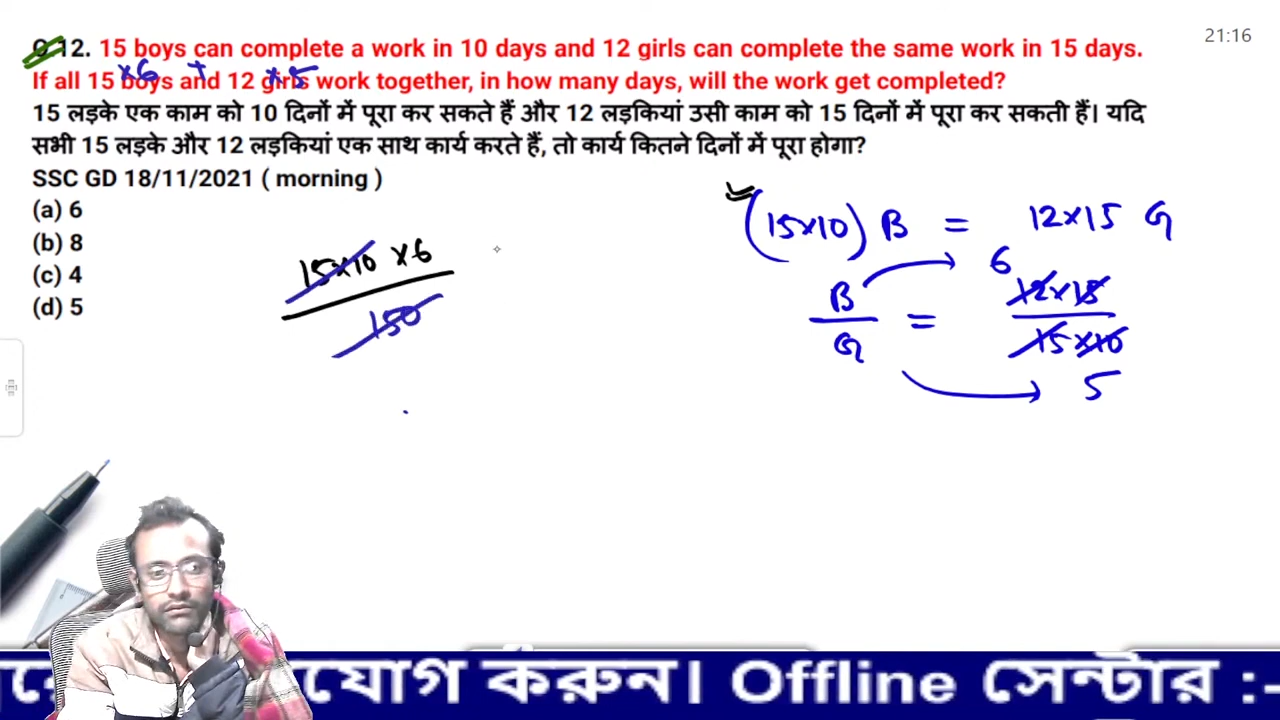 21:16
Q.12. 15 boys can complete a work in 10 days and 12 girls can complete the same work in 15 days.
×6 + ×5
If all 15 boys and 12 girls work together, in how many days, will the work get completed?
15 लड़के एक काम को 10 दिनों में पूरा कर सकते हैं और 12 लड़कियां उसी काम को 15 दिनों में पूरा कर सकती हैं। यदि
सभी 15 लड़के और 12 लड़कियां एक साथ कार्य करते हैं, तो कार्य कितने दिनों में पूरा होगा?
SSC GD 18/11/2021 ( morning )
(a) 6
(b) 8
(c) 4
(d) 5
15×10 ×6
150
(15×10) B = 12×15 G
6
B = 12×15
G 15×10
5
যোগ করুন। Offline সেন্টার :-